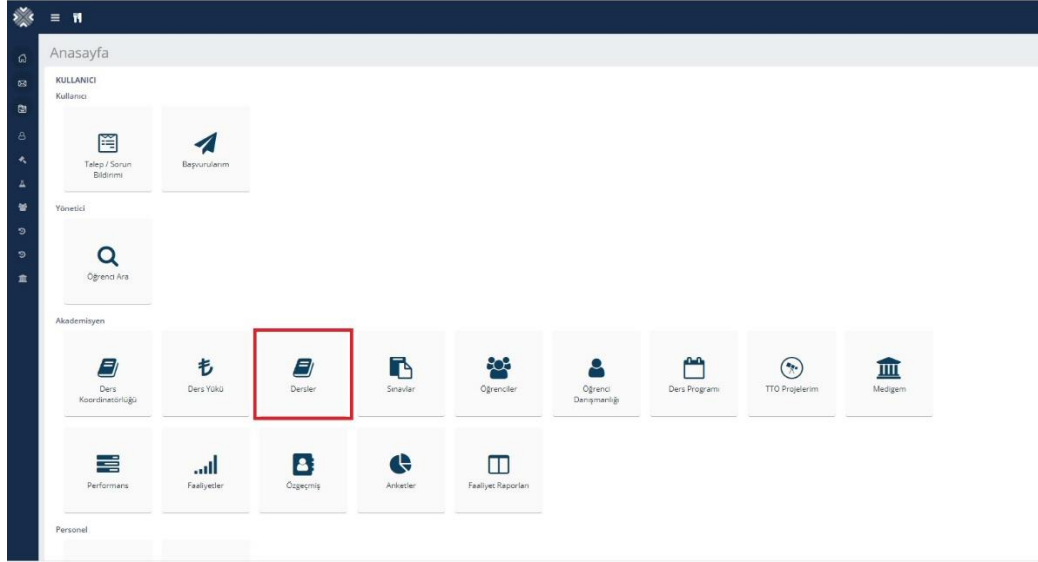 Anasayfa
KULLANICI
Kullanıcı
Talep / Sorun
Bildirimi
Başvurularım
Yönetici
Öğrenci Ara
Akademisyen
Ders
Koordinatörlüğü
Ders Yükü
Dersler
Sınavlar
Öğrenciler
Öğrenci
Danışmanlığı
Ders Programı
TTO Projelerim
Medigem
Performans
Faaliyetler
Özgeçmiş
Anketler
Faaliyet Raporları
Personel